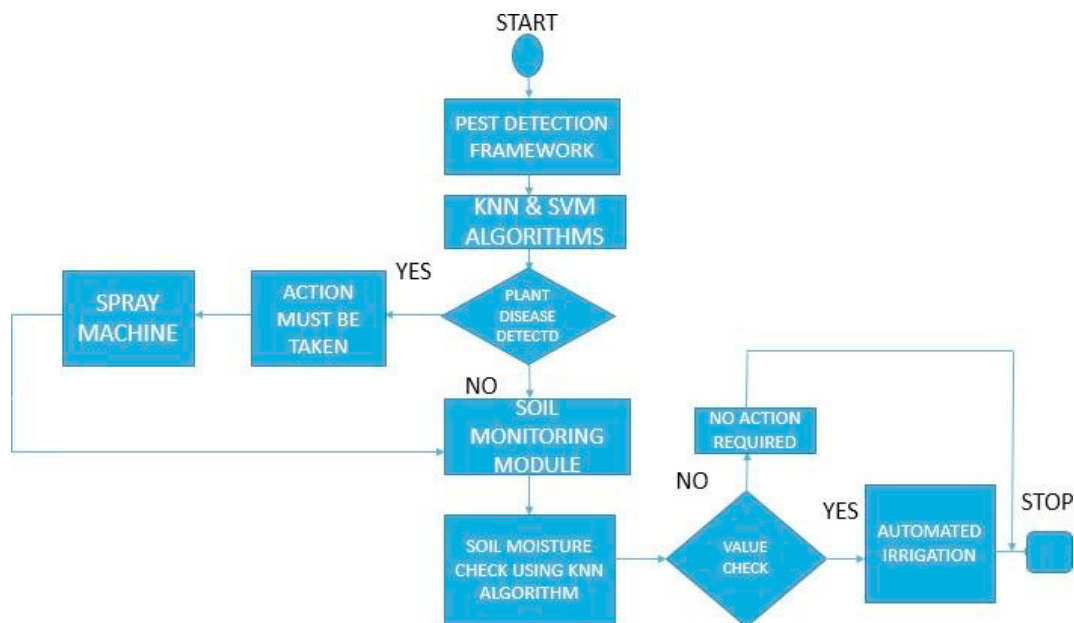 START
PEST DETECTION
FRAMEWORK
KNN & SVM
ALGORITHMS
YES
PLANT
DISEASE
DETECTD
ACTION
MUST BE
TAKEN
SPRAY
MACHINE
NO
SOIL
MONITORING
MODULE
SOIL MOISTURE
CHECK USING KNN
ALGORITHM
VALUE
CHECK
NO
NO ACTION
REQUIRED
YES
AUTOMATED
IRRIGATION
STOP